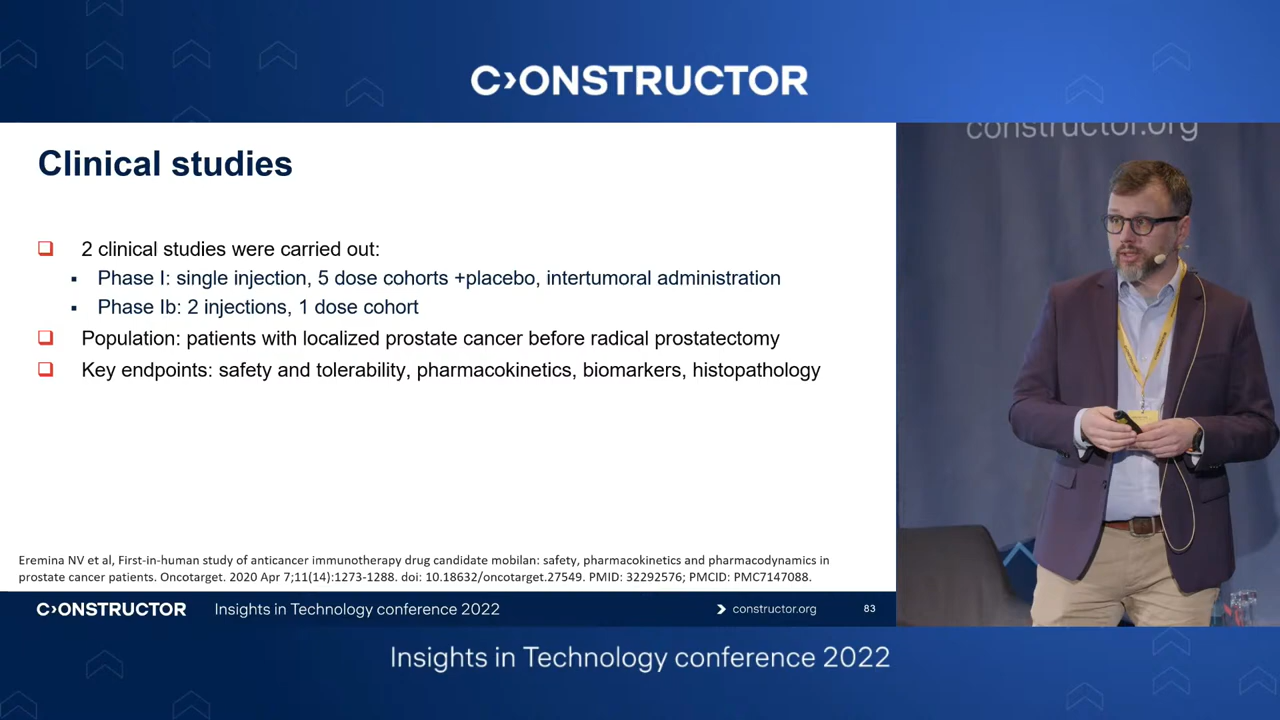 C›ONSTRUCTOR
constructor.org
Clinical studies
❑ 2 clinical studies were carried out:
▪ Phase I: single injection, 5 dose cohorts +placebo, intertumoral administration
▪ Phase Ib: 2 injections, 1 dose cohort
❑ Population: patients with localized prostate cancer before radical prostatectomy
❑ Key endpoints: safety and tolerability, pharmacokinetics, biomarkers, histopathology
Eremina NV et al, First-in-human study of anticancer immunotherapy drug candidate mobilan: safety, pharmacokinetics and pharmacodynamics in
prostate cancer patients. Oncotarget. 2020 Apr 7;11(14):1273-1288. doi: 10.18632/oncotarget.27549. PMID: 32292576; PMCID: PMC7147088.
C›ONSTRUCTOR Insights in Technology conference 2022 constructor.org 83
Insights in Technology conference 2022